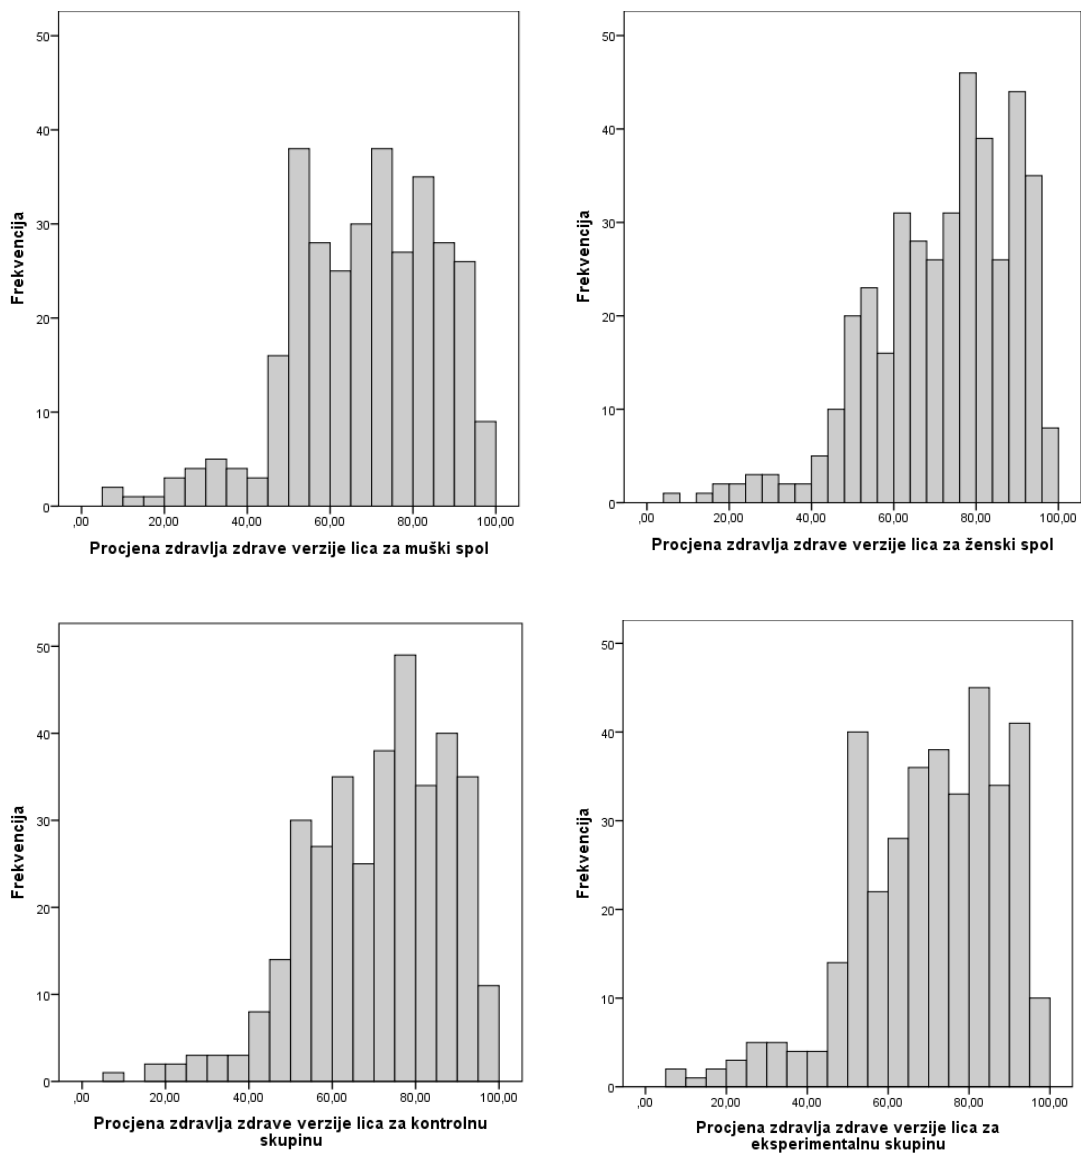 50
40
30
20
10
0
Frekvencija
,00 20,00 40,00 60,00 80,00 100,00
Procjena zdravlja zdrave verzije lica za muški spol
50
40
30
20
10
0
Frekvencija
,00 20,00 40,00 60,00 80,00 100,00
Procjena zdravlja zdrave verzije lica za ženski spol
50
40
30
20
10
0
Frekvencija
,00 20,00 40,00 60,00 80,00 100,00
Procjena zdravlja zdrave verzije lica za kontrolnu
skupinu
50
40
30
20
10
0
Frekvencija
,00 20,00 40,00 60,00 80,00 100,00
Procjena zdravlja zdrave verzije lica za
eksperimentalnu skupinu